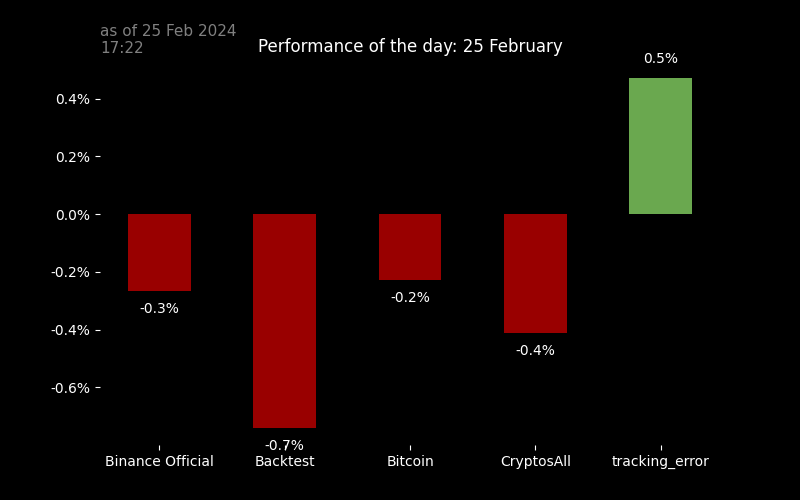 as of 25 Feb 2024
17:22
Performance of the day: 25 February
0.5%
0.4%
0.2%
0.0%
-0.2%
-0.4%
-0.6%
-0.3%
-0.7%
-0.2%
-0.4%
Binance Official
Backtest
Bitcoin
CryptosAll
tracking_error